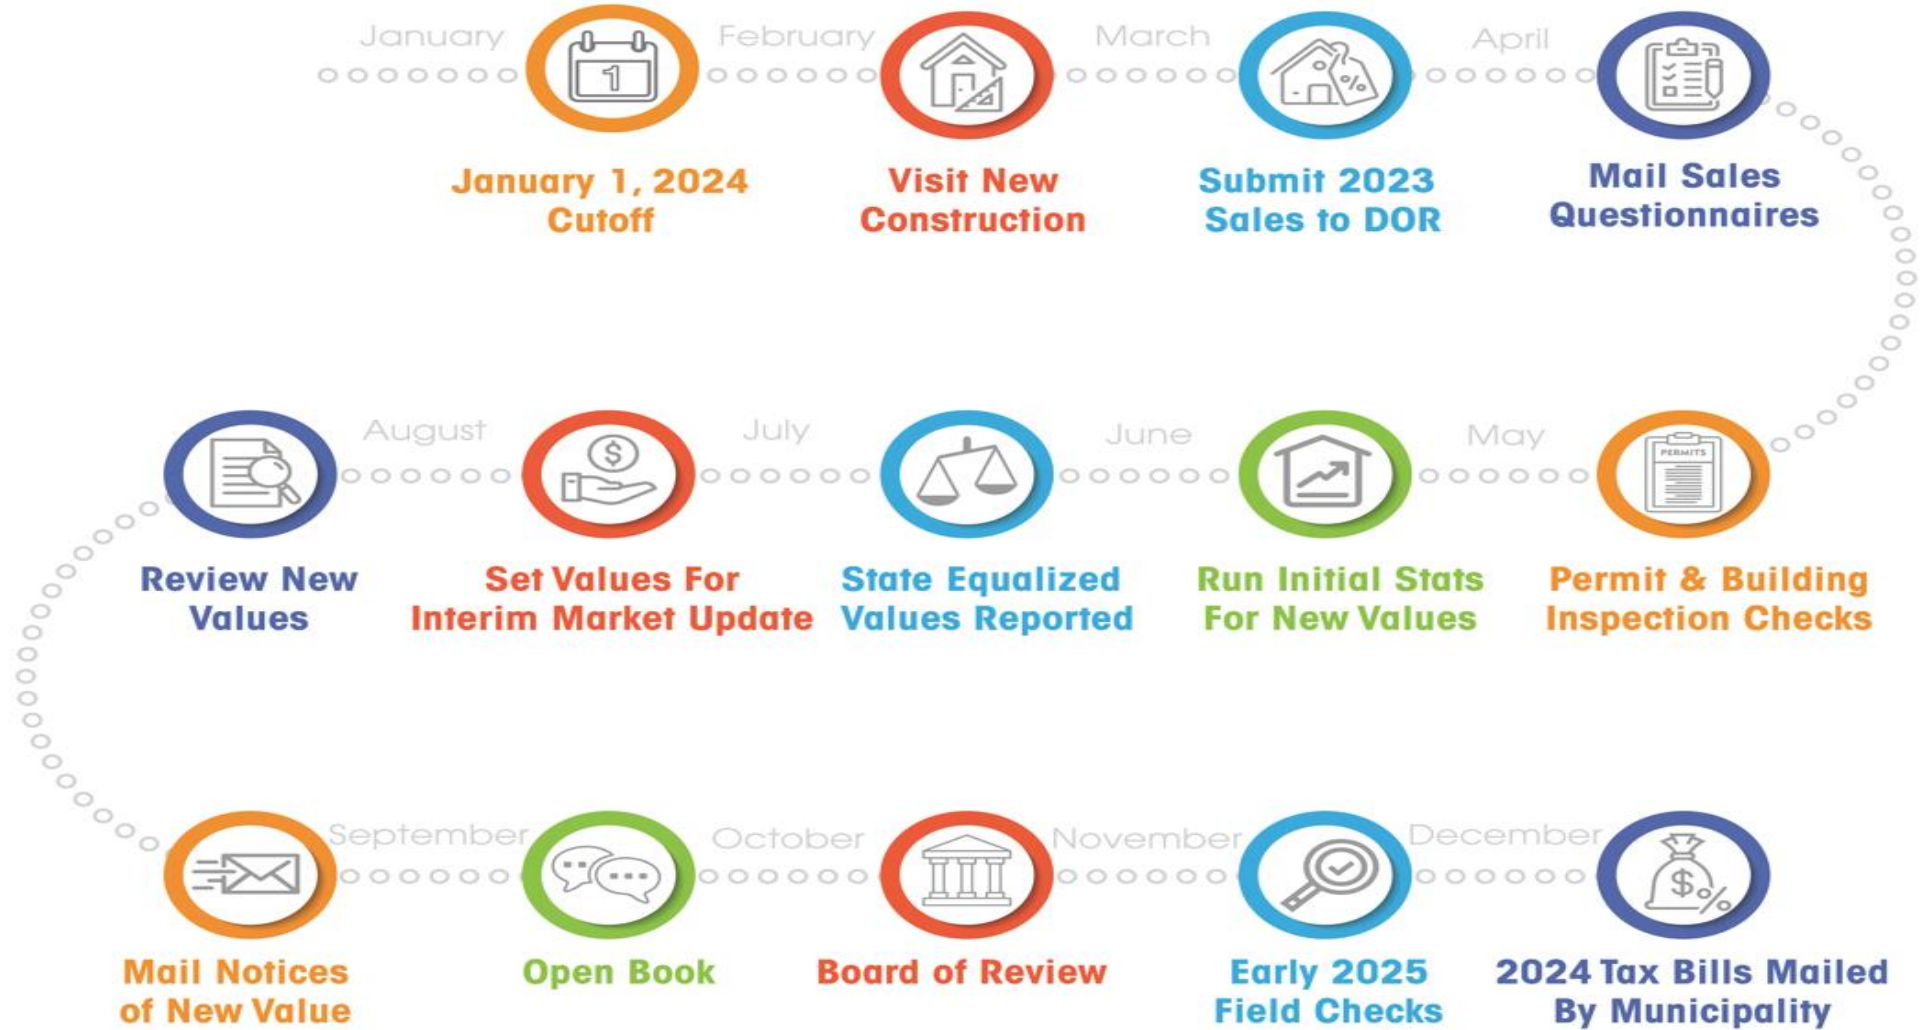 January
February
March
April
1
%
January 1, 2024
Cutoff
Visit New
Construction
Submit 2023
Sales to DOR
Mail Sales
Questionnaires
August
July
June
May
$
PERMITS
Review New
Values
Set Values For
Interim Market Update
State Equalized
Values Reported
Run Initial Stats
For New Values
Permit & Building
Inspection Checks
September
October
November
December
$%
Mail Notices
of New Value
Open Book
Board of Review
Early 2025
Field Checks
2024 Tax Bills Mailed
By Municipality